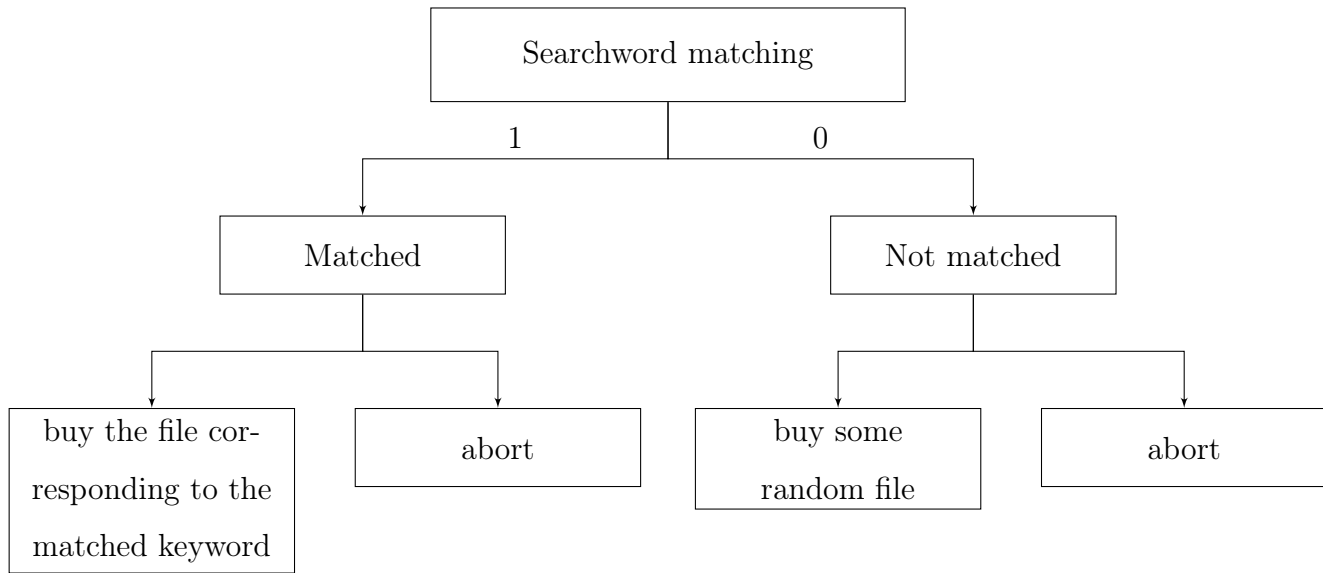 Searchword matching
1
0
Matched
Not matched
buy the file cor-
responding to the
matched keyword
abort
buy some
random file
abort